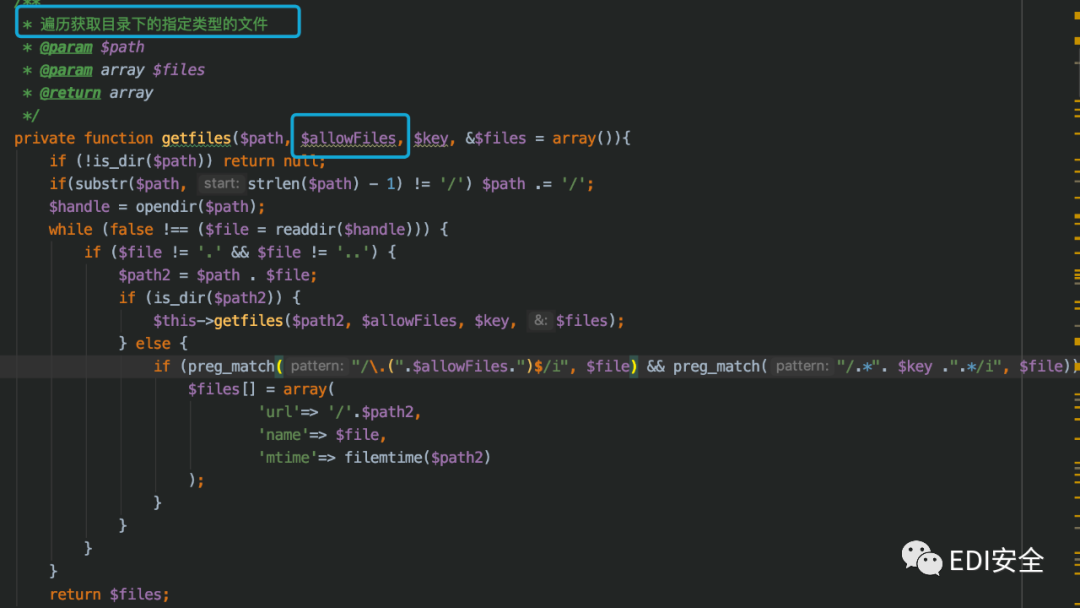 /**
* 遍历获取目录下的指定类型的文件
* @param $path
* @param array $files
* @return array
*/
private function getfiles($path, $allowFiles, $key, &$files = array()){
if (!is_dir($path)) return null;
if(substr($path, start: strlen($path) - 1) != '/') $path .= '/';
$handle = opendir($path);
while (false !== ($file = readdir($handle))) {
if ($file != '.' && $file != '..') {
$path2 = $path . $file;
if (is_dir($path2)) {
$this->getfiles($path2, $allowFiles, $key, &: $files);
} else {
if (preg_match( pattern: "/\.(".$allowFiles.")$/i", $file) && preg_match( pattern: "/.*". $key .".*/i", $file))
$files[] = array(
'url'=> '/'.$path2,
'name'=> $file,
'mtime'=> filemtime($path2)
);
}
}
}
}
return $files;
EDI安全